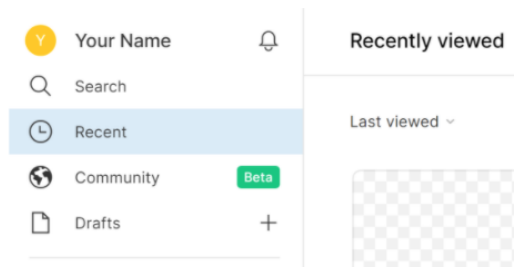 Y Your Name
Search
Recent
Community Beta
Drafts
Recently viewed
Last viewed